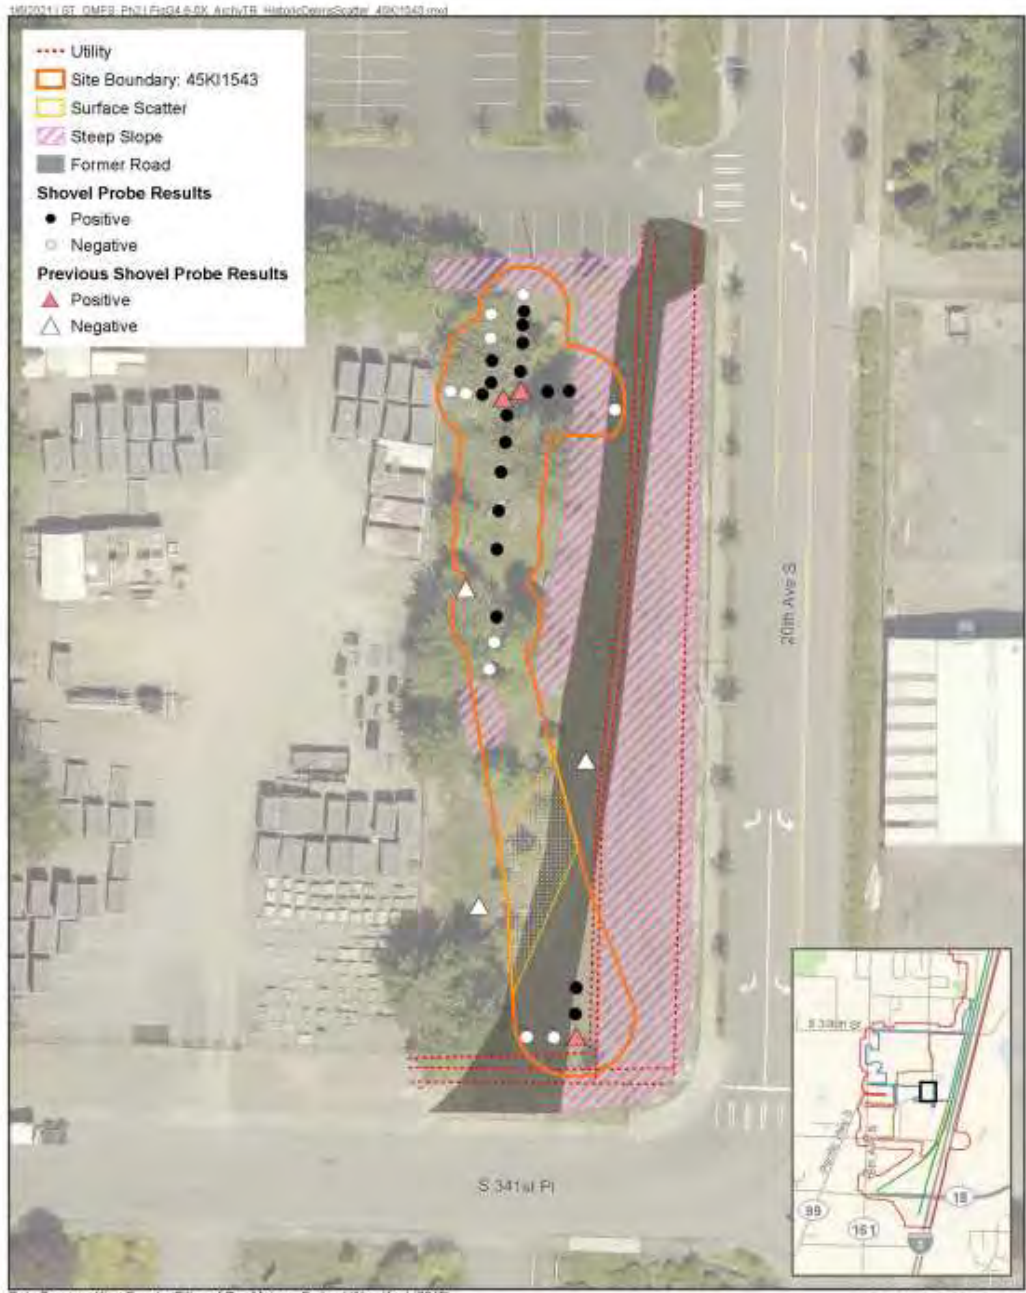 Utility
Site Boundary: 45KI1543
Surface Scatter
Steep Slope
Former Road
Shovel Probe Results
Positive
Negative
Previous Shovel Probe Results
Positive
Negative
20th Ave S
S 341st Pl
99
161
18
5